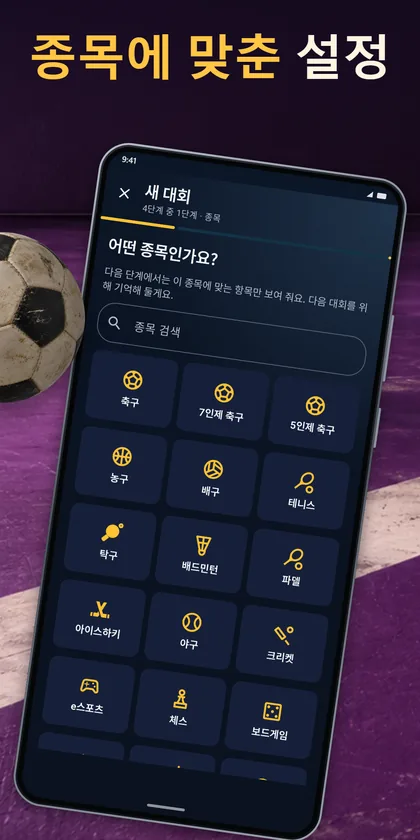 종목에 맞춘 설정
9:41
새 대회
4단계 중 1단계 · 종목
어떤 종목인가요?
다음 단계에서는 이 종목에 맞는 항목만 보여 줘요. 다음 대회를 위
해 기억해 둘게요.
종목 검색
축구
7인제 축구
5인제 축구
농구
배구
테니스
탁구
배드민턴
파델
아이스하키
야구
크리켓
e스포츠
체스
보드게임